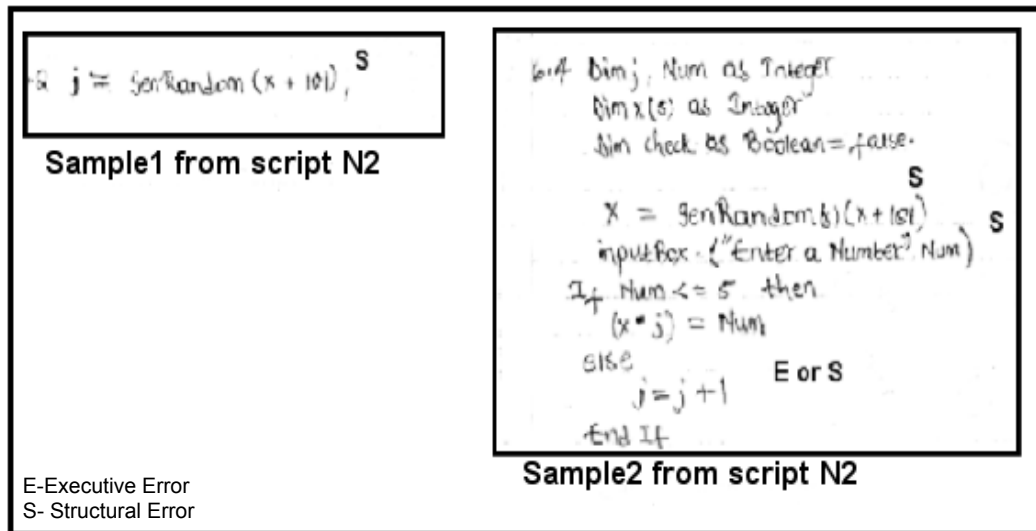 j = genRandom (x + 101), S
Sample1 from script N2
6.4 Dim j, Num as Integer
Dim x(5) as Integer
Dim check as Boolean = false.
S
x = genRandom (x + 101)
S
inputBox. ("Enter a Number" Num)
If Num <= 5 then
(x * j) = Num
else
E or S
j = j + 1
End If
Sample2 from script N2
E-Executive Error
S- Structural Error